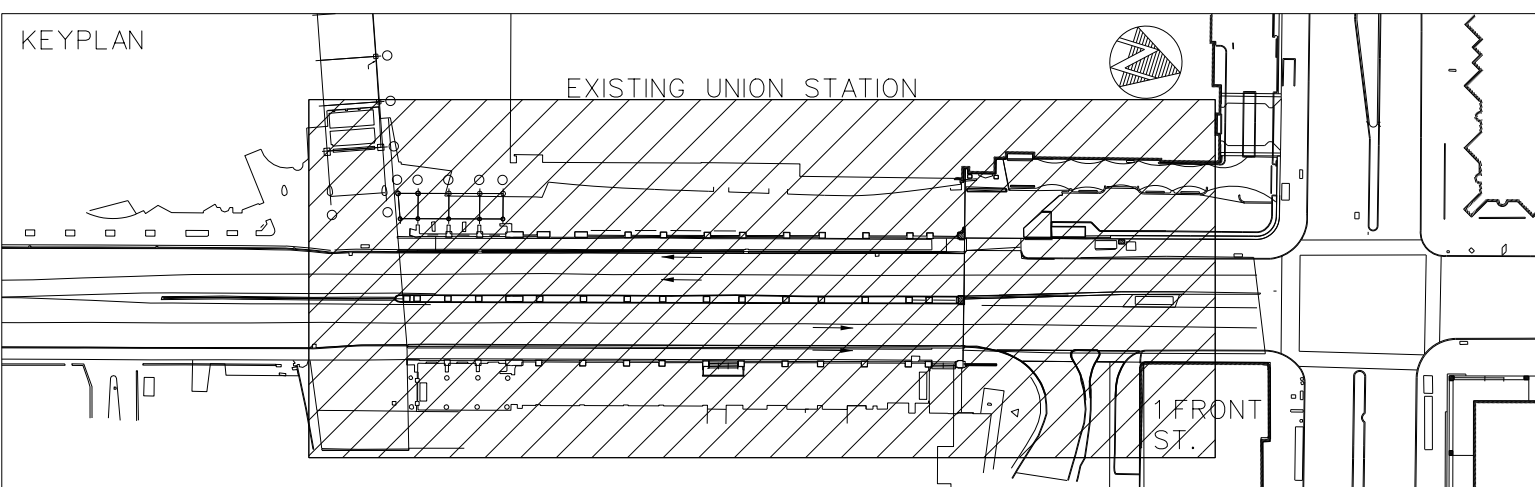 KEYPLAN
EXISTING UNION STATION
1 FRONT
ST.